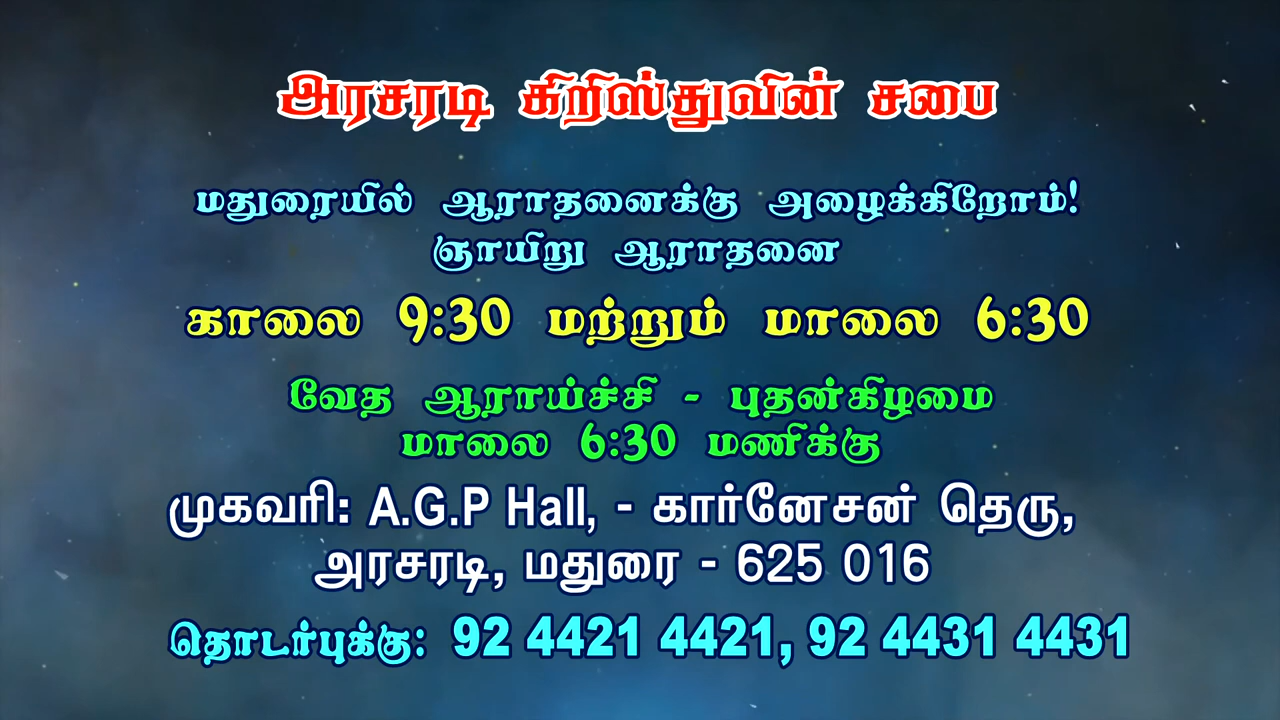 அரசரடி கிறிஸ்துவின் சபை
மதுரையில் ஆராதனைக்கு அழைக்கிறோம்!
ஞாயிறு ஆராதனை
காலை 9:30 மற்றும் மாலை 6:30
வேத ஆராய்ச்சி - புதன்கிழமை
மாலை 6:30 மணிக்கு
முகவரி: A.G.P Hall, - கார்னேசன் தெரு,
அரசரடி, மதுரை - 625 016
தொடர்புக்கு: 92 4421 4421, 92 4431 4431